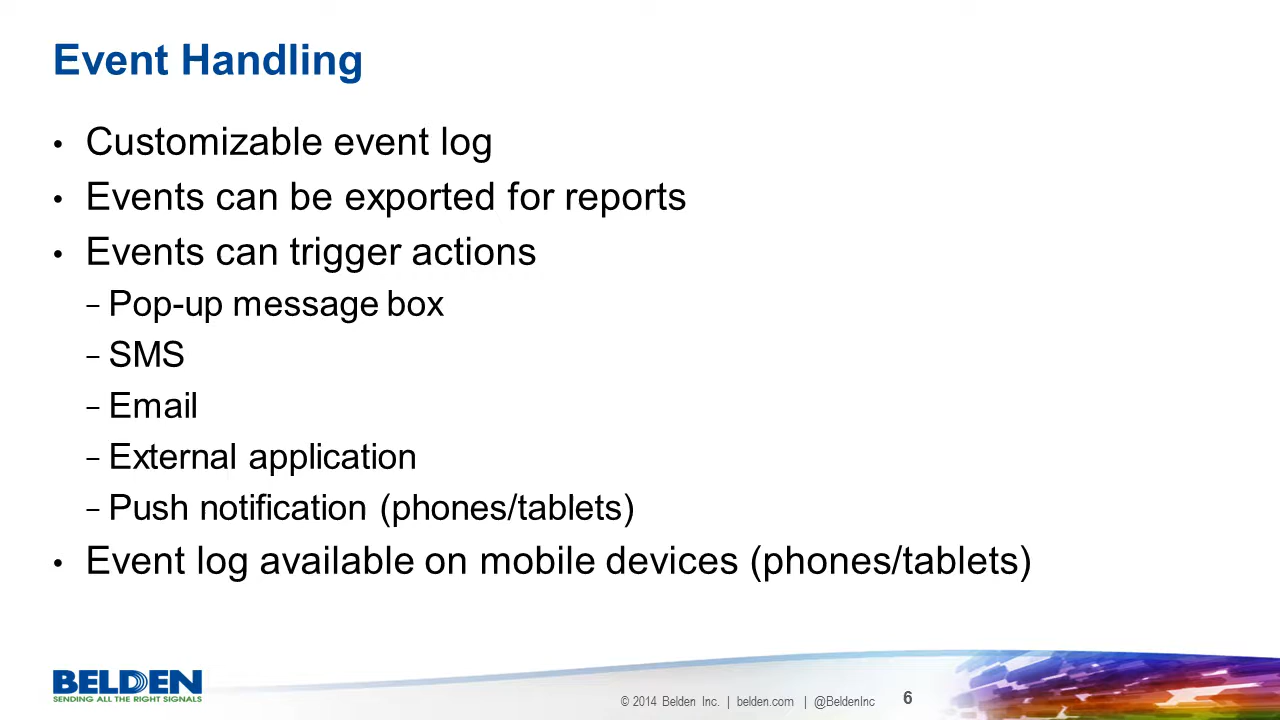 Event Handling
• Customizable event log
• Events can be exported for reports
• Events can trigger actions
– Pop-up message box
– SMS
– Email
– External application
– Push notification (phones/tablets)
• Event log available on mobile devices (phones/tablets)
BELDEN
SENDING ALL THE RIGHT SIGNALS
© 2014 Belden Inc. | belden.com | @BeldenInc 6